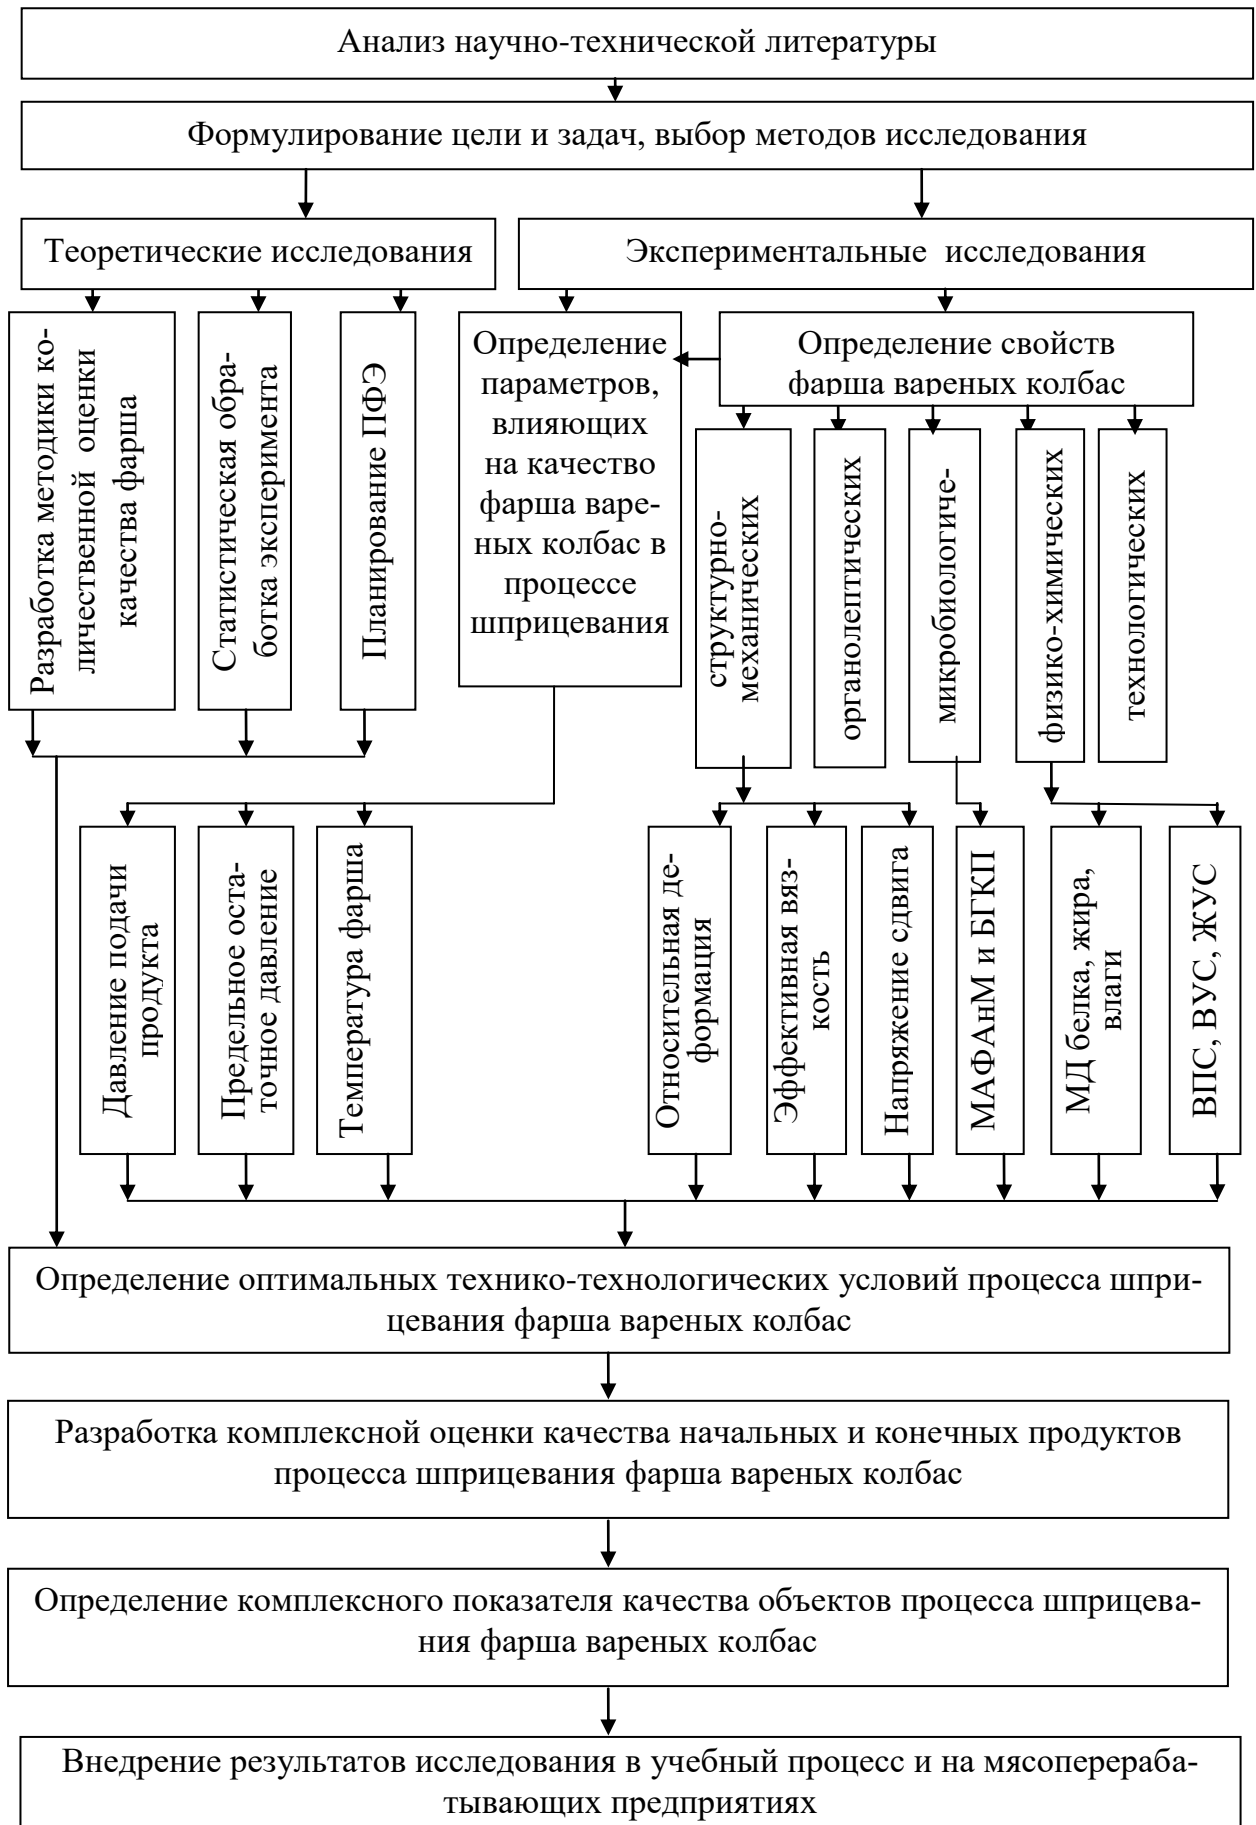 Анализ научно-технической литературы
Формулирование цели и задач, выбор методов исследования
Теоретические исследования
Экспериментальные исследования
Разработка методики ко-
личественной оценки
качества фарша
Статистическая обра-
ботка эксперимента
Планирование ПФЭ
Определение
параметров,
влияющих
на качество
фарша варе-
ных колбас в
процессе
шприцевания
Определение свойств
фарша вареных колбас
структурно-
механических
органолептических
микробиологиче-
физико-химических
технологических
Давление подачи
продукта
Предельное оста-
точное давление
Температура фарша
Относительная де-
формация
Эффективная вяз-
кость
Напряжение сдвига
МАФАнМ и БГКП
МД белка, жира,
влаги
ВПС, ВУС, ЖУС
Определение оптимальных технико-технологических условий процесса шпри-
цевания фарша вареных колбас
Разработка комплексной оценки качества начальных и конечных продуктов
процесса шприцевания фарша вареных колбас
Определение комплексного показателя качества объектов процесса шприцева-
ния фарша вареных колбас
Внедрение результатов исследования в учебный процесс и на мясоперераба-
тывающих предприятиях